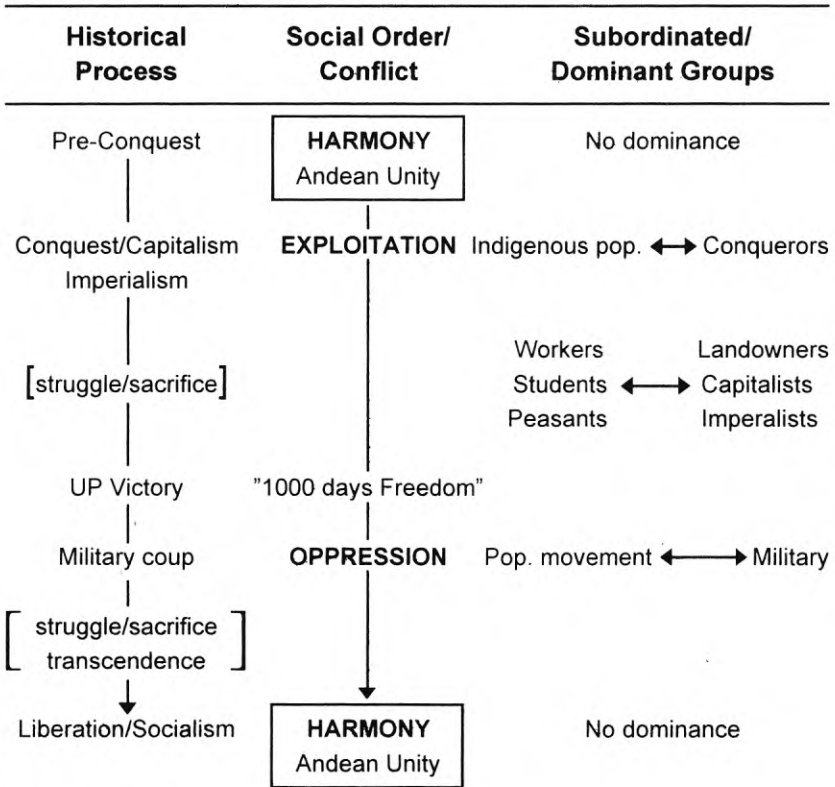 Historical Process
Social Order/ Conflict
Subordinated/ Dominant Groups
Pre-Conquest
HARMONY
Andean Unity
No dominance
Conquest/Capitalism
Imperialism
EXPLOITATION
Indigenous pop. Conquerors
[struggle/sacrifice]
Workers Landowners
Students Capitalists
Peasants Imperalists
UP Victory
"1000 days Freedom"
Military coup
OPPRESSION
Pop. movement Military
[struggle/sacrifice
transcendence]
Liberation/Socialism
HARMONY
Andean Unity
No dominance